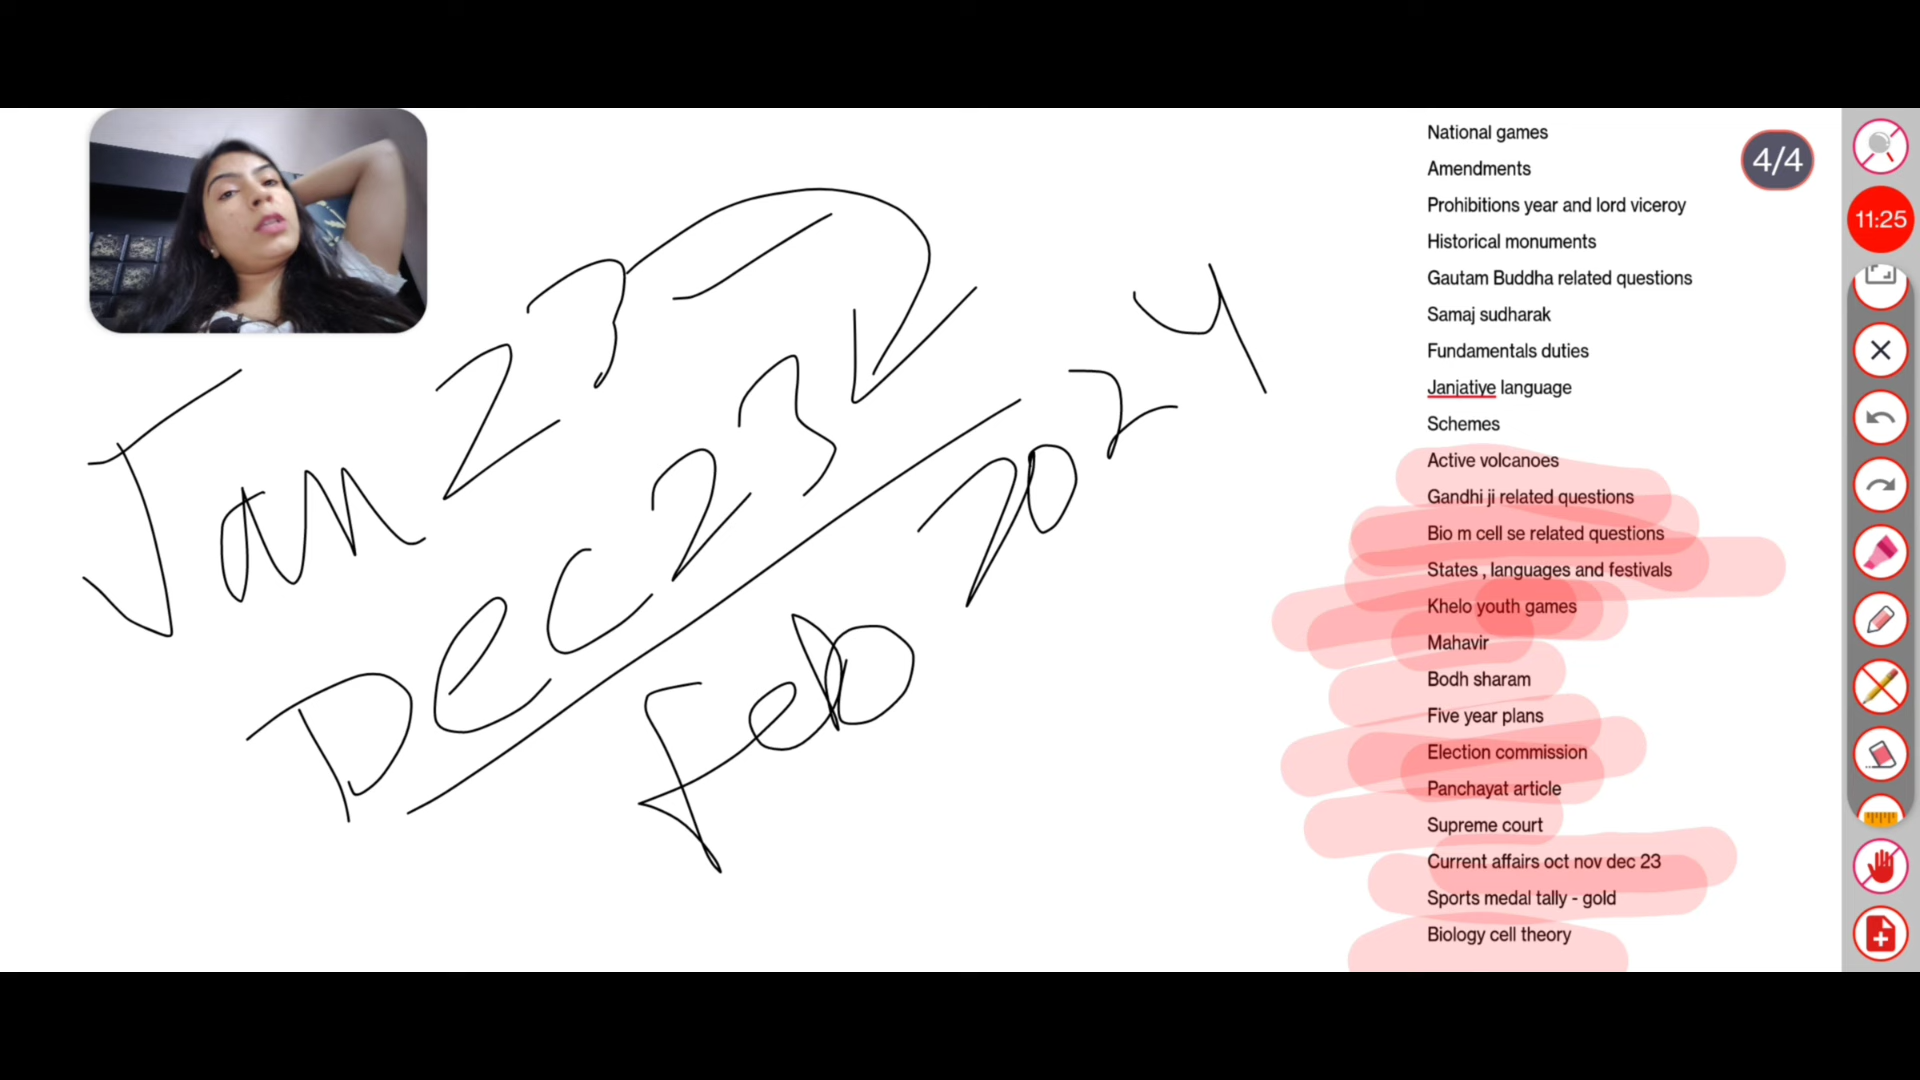 Jan 23
Dec 23
Feb 2024
National games
Amendments
Prohibitions year and lord viceroy
Historical monuments
Gautam Buddha related questions
Samaj sudharak
Fundamentals duties
Janjatiye language
Schemes
Active volcanoes
Gandhi ji related questions
Bio m cell se related questions
States , languages and festivals
Khelo youth games
Mahavir
Bodh sharam
Five year plans
Election commission
Panchayat article
Supreme court
Current affairs oct nov dec 23
Sports medal tally - gold
Biology cell theory
4/4
11:25